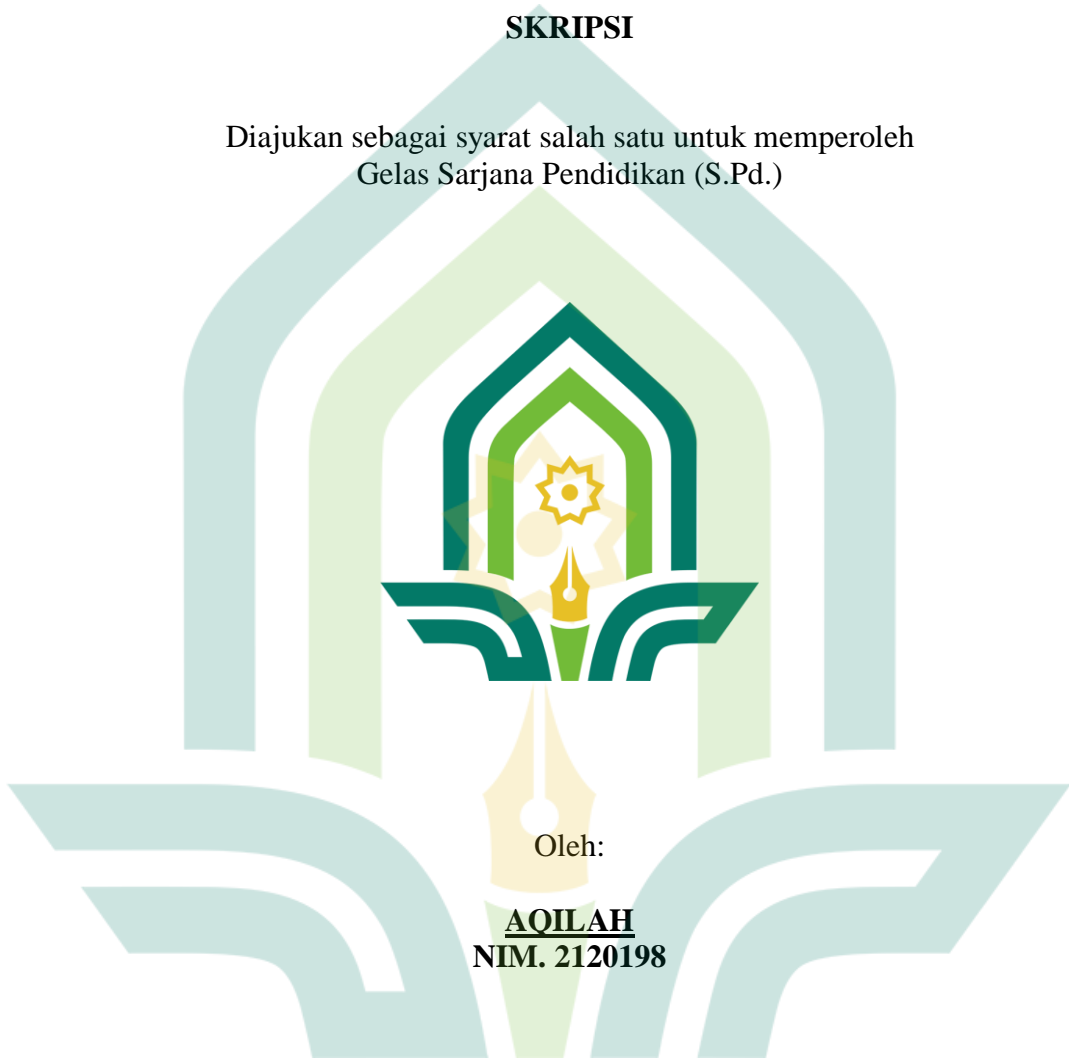 SKRIPSI
Diajukan sebagai syarat salah satu untuk memperoleh
Gelas Sarjana Pendidikan (S.Pd.)
Oleh:
AQILAH
NIM. 2120198